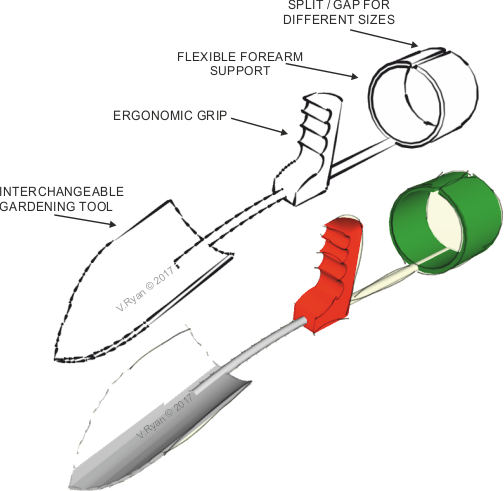 SPLIT / GAP FOR
DIFFERENT SIZES
FLEXIBLE FOREARM
SUPPORT
ERGONOMIC GRIP
INTERCHANGEABLE
GARDENING TOOL
V.Ryan © 2017
V.Ryan © 2017